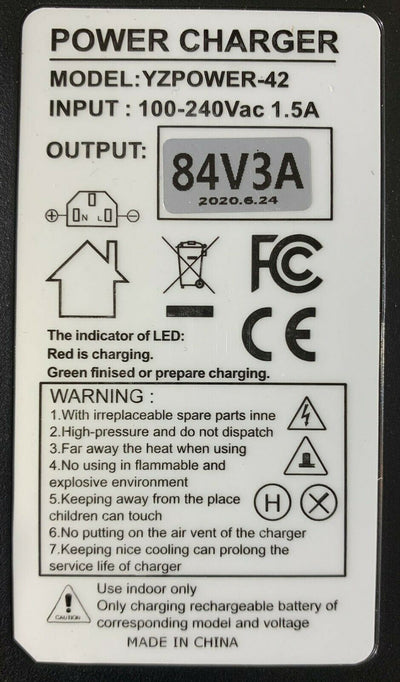 POWER CHARGER
MODEL:YZPOWER-42
INPUT : 100-240Vac 1.5A
OUTPUT:
84V3A
2020.6.24
N L
FC
CE
The indicator of LED:
Red is charging.
Green finised or prepare charging.
WARNING :
1.With irreplaceable spare parts inne
2.High-pressure and do not dispatch
3.Far away the heat when using
4.No using in flammable and
explosive environment
5.Keeping away from the place
children can touch
H
6.No putting on the air vent of the charger
7.Keeping nice cooling can prolong the
service life of charger
CAUTION
Use indoor only
Only charging rechargeable battery of
corresponding model and voltage
MADE IN CHINA